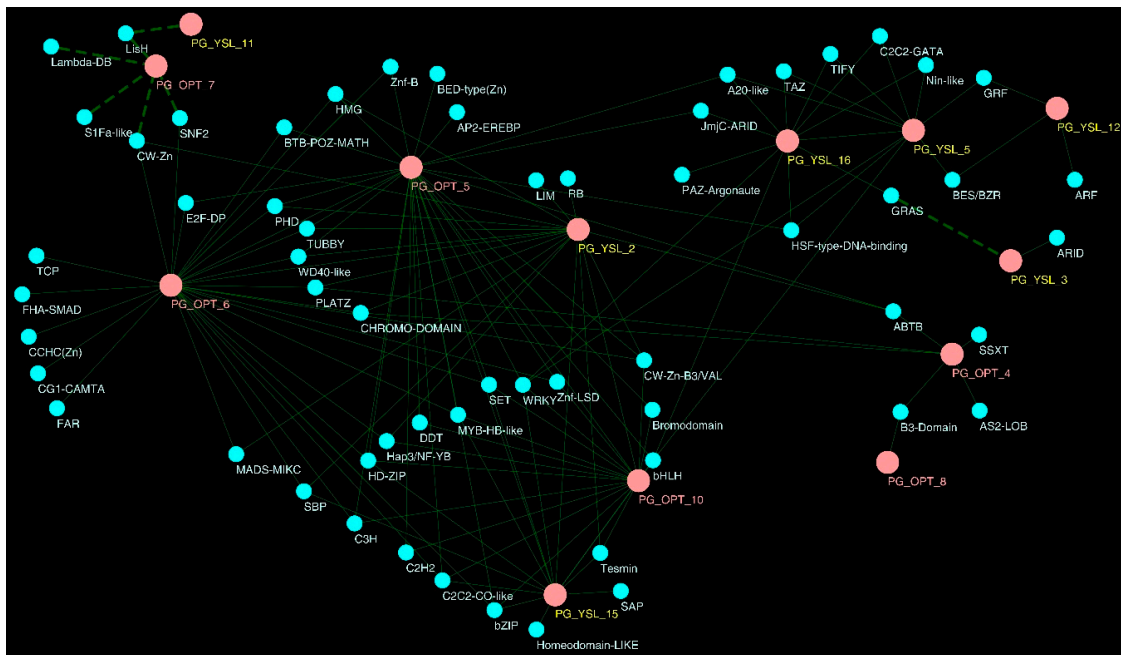 LisH
PG_YSL_11
C2C2-GATA
Lambda-DB
TIFY
PG_OPT_7
Znf-B
BED-type(Zn)
A20-like
TAZ
Nin-like
GRF
HMG
S1Fa-like
SNF2
AP2-EREBP
JmjC-ARID
PG_YSL_12
BTB-POZ-MATH
CW-Zn
PG_YSL_16
PG_YSL_5
PG_OPT_5
PAZ-Argonaute
LIM
RB
GRAS
BES/BZR
ARF
E2F-DP
PHD
TUBBY
PG_YSL_2
HSF-type-DNA-binding
ARID
TCP
WD40-like
PG_YSL_3
PG_OPT_6
PLATZ
FHA-SMAD
CHROMO-DOMAIN
ABTB
SSXT
CCHC(Zn)
PG_OPT_4
CW-Zn-B3/VAL
CG1-CAMTA
SET
WRKY
Znf-LSD
FAR
MYB-HB-like
Bromodomain
B3-Domain
AS2-LOB
DDT
Hap3/NF-YB
MADS-MIKC
HD-ZIP
bHLH
PG_OPT_8
PG_OPT_10
SBP
C3H
C2H2
Tesmin
C2C2-CO-like
PG_YSL_15
SAP
bZIP
Homeodomain-LIKE